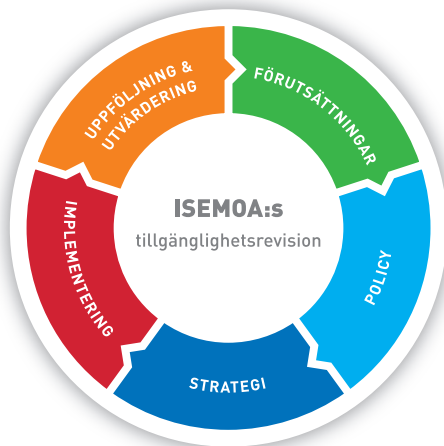 ISEMOA:s
tillgänglighetsrevision
FÖRUTSÄTTNINGAR
POLICY
STRATEGI
IMPLEMENTERING
UPPFÖLJNING &
UTVÄRDERING